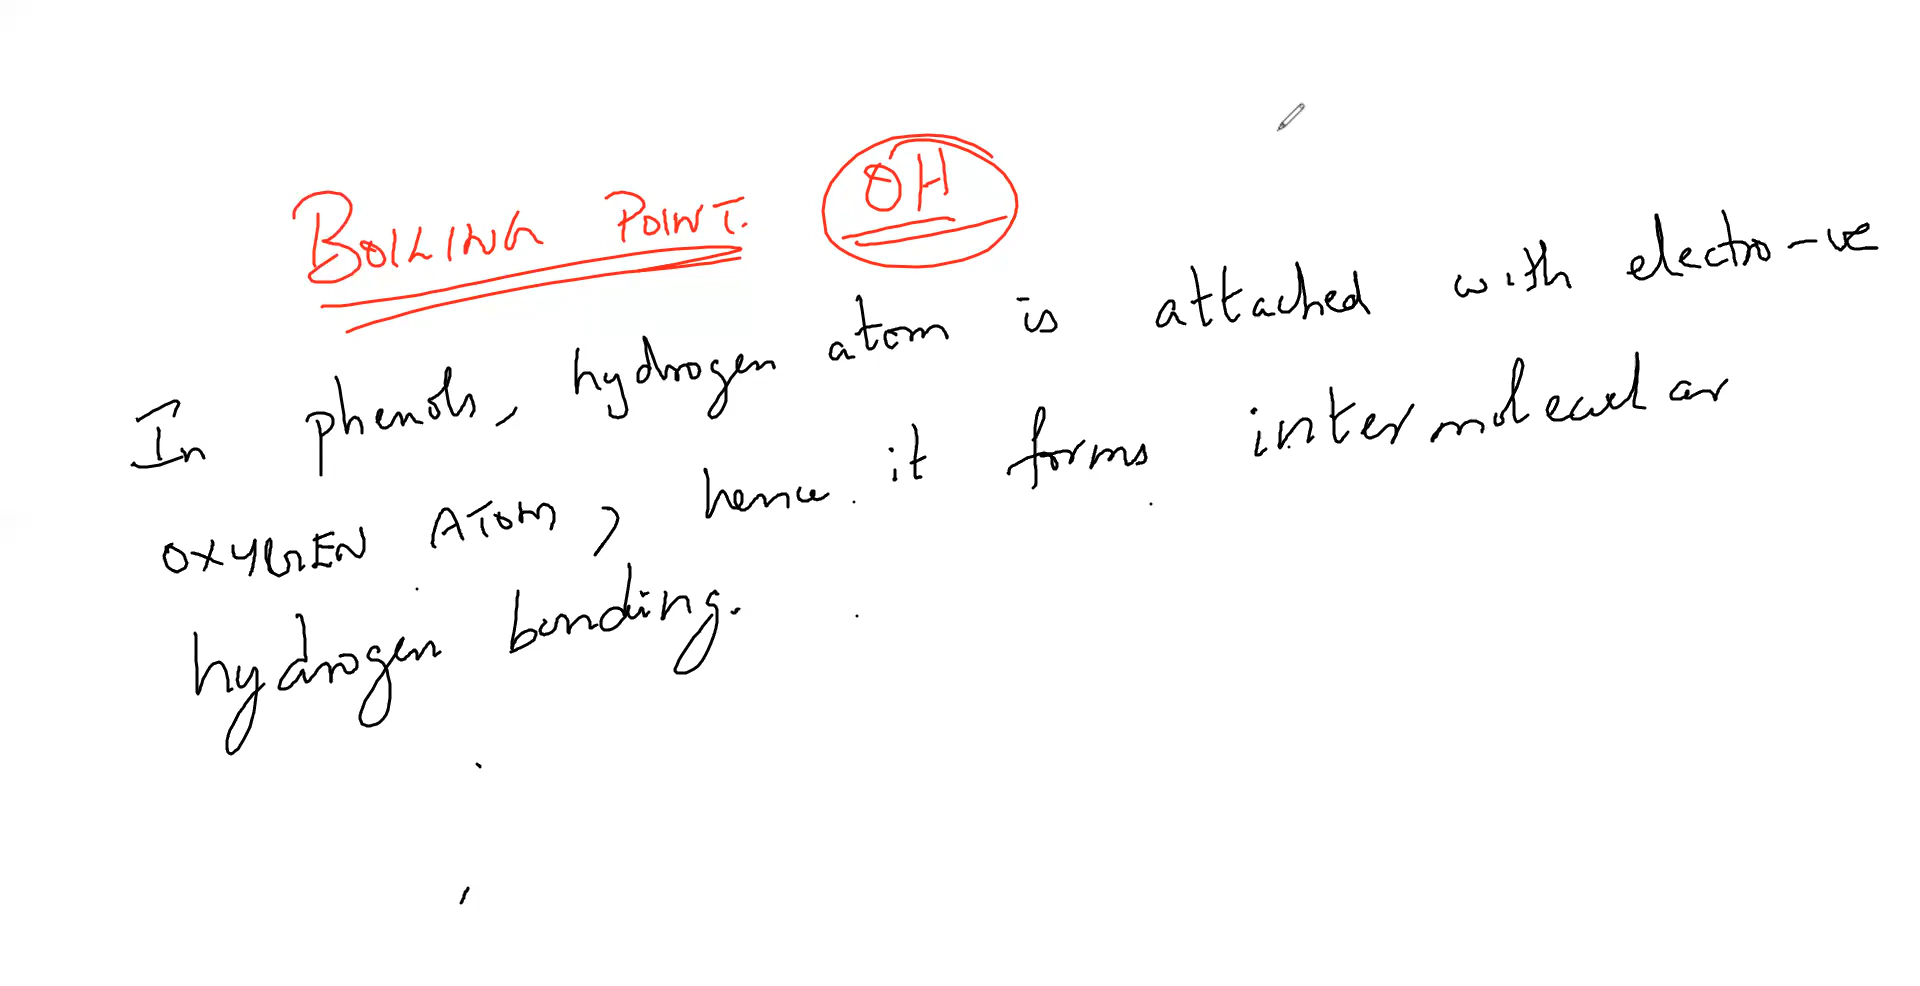 BOILING POINT. OH
In phenols, hydrogen atom is attached with electro-ve
OXYGEN ATOM, hence it forms intermolecular
hydrogen bonding.